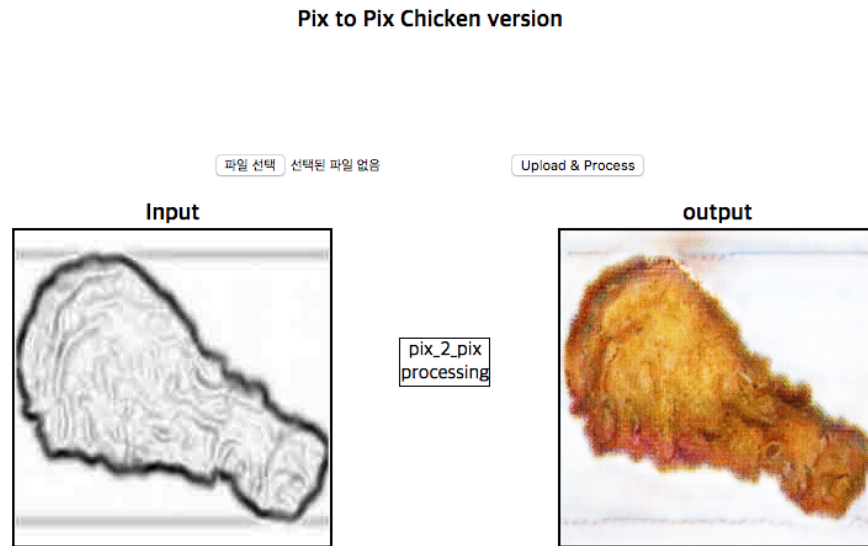 Pix to Pix Chicken version
파일 선택 선택된 파일 없음 Upload & Process
Input output
pix_2_pix
processing